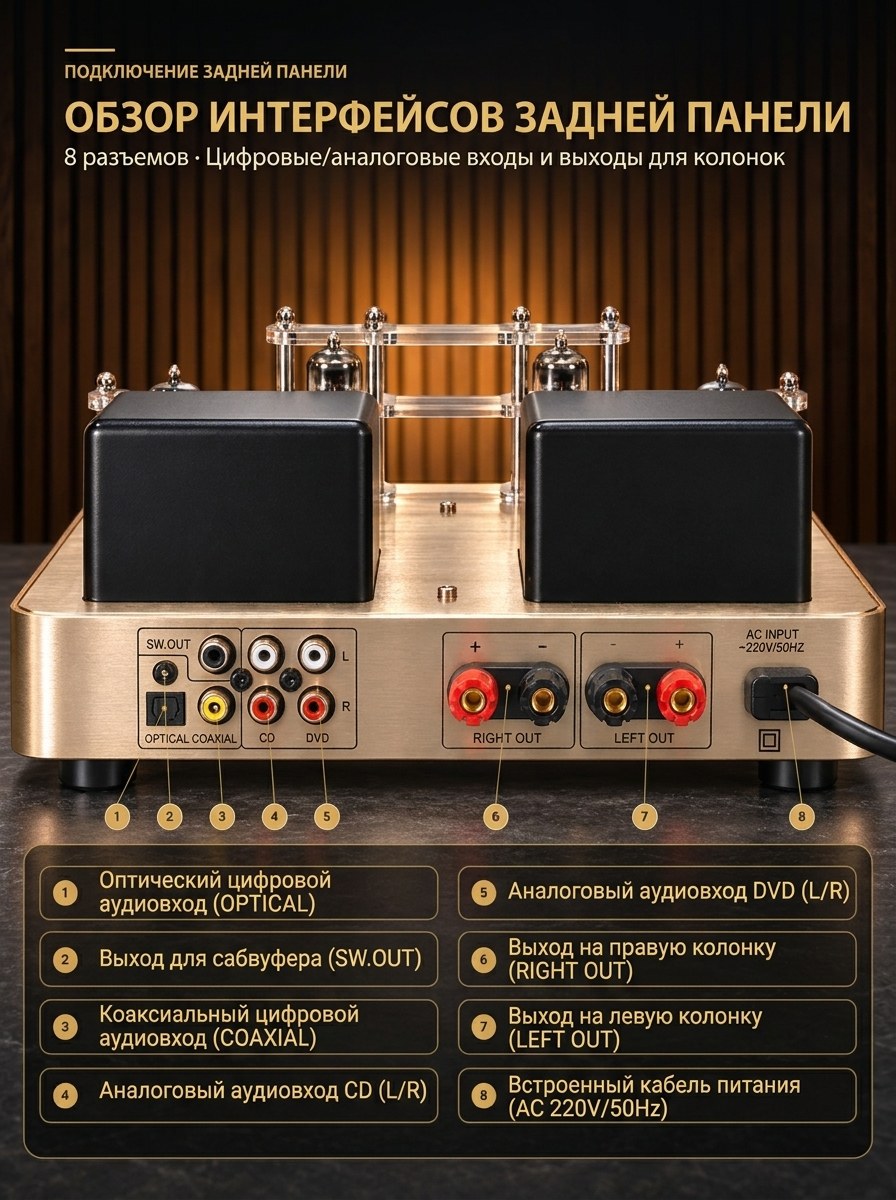 ПОДКЛЮЧЕНИЕ ЗАДНЕЙ ПАНЕЛИ
ОБЗОР ИНТЕРФЕЙСОВ ЗАДНЕЙ ПАНЕЛИ
8 разъемов · Цифровые/аналоговые входы и выходы для колонок
SW.OUT
L
R
OPTICAL COAXIAL
CD
DVD
+ -
RIGHT OUT
- +
LEFT OUT
AC INPUT
~220V/50HZ
1 2 3 4 5 6 7 8
1 Оптический цифровой
аудиовход (OPTICAL)
2 Выход для сабвуфера (SW.OUT)
3 Коаксиальный цифровой
аудиовход (COAXIAL)
4 Аналоговый аудиовход CD (L/R)
5 Аналоговый аудиовход DVD (L/R)
6 Выход на правую колонку
(RIGHT OUT)
7 Выход на левую колонку
(LEFT OUT)
8 Встроенный кабель питания
(AC 220V/50Hz)